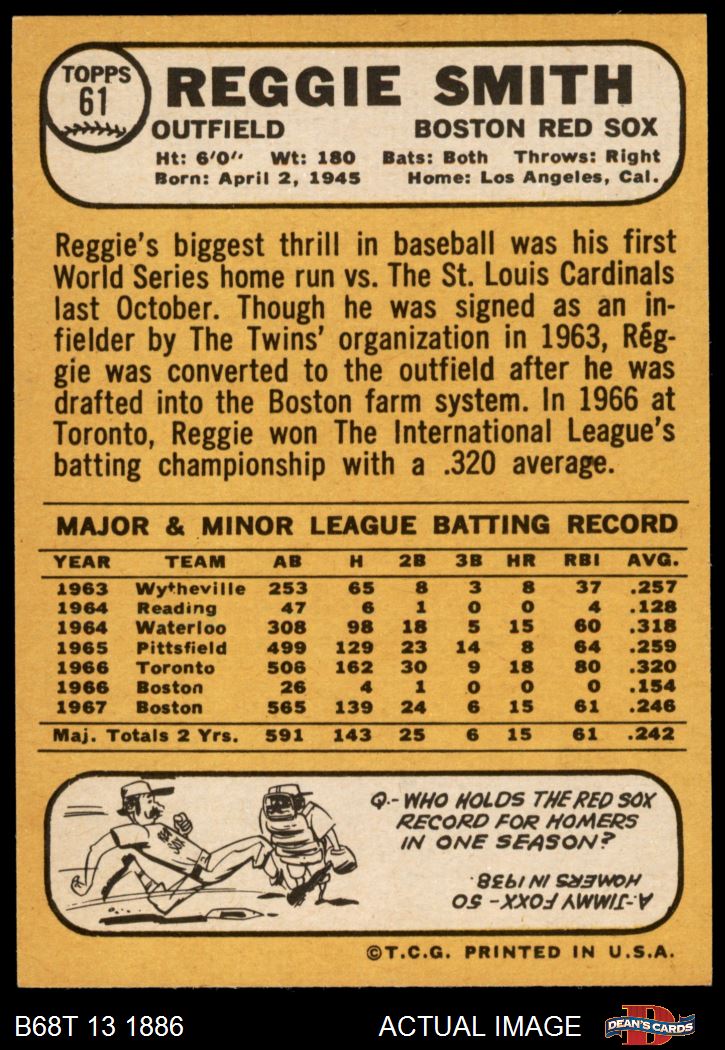 TOPPS
61
REGGIE SMITH
OUTFIELD BOSTON RED SOX
Ht: 6'0" Wt: 180 Bats: Both Throws: Right
Born: April 2, 1945 Home: Los Angeles, Cal.
Reggie's biggest thrill in baseball was his first
World Series home run vs. The St. Louis Cardinals
last October. Though he was signed as an in-
fielder by The Twins' organization in 1963, Reg-
gie was converted to the outfield after he was
drafted into the Boston farm system. In 1966 at
Toronto, Reggie won The International League's
batting championship with a .320 average.
MAJOR & MINOR LEAGUE BATTING RECORD
YEAR TEAM AB H 2B 3B HR RBI AVG.
1963 Wytheville 253 65 8 3 8 37 .257
1964 Reading 47 6 1 0 0 4 .128
1964 Waterloo 308 98 18 5 15 60 .318
1965 Pittsfield 499 129 23 14 8 64 .259
1966 Toronto 506 162 30 9 18 80 .320
1966 Boston 26 4 1 0 0 0 .154
1967 Boston 565 139 24 6 15 61 .246
Maj. Totals 2 Yrs. 591 143 25 6 15 61 .242
Q.-WHO HOLDS THE RED SOX
RECORD FOR HOMERS
IN ONE SEASON?
A-JIMMY FOXX-50
HOMERS IN 1938
©T.C.G. PRINTED IN U.S.A.
B68T 13 1886 ACTUAL IMAGE
DEAN'S CARDS